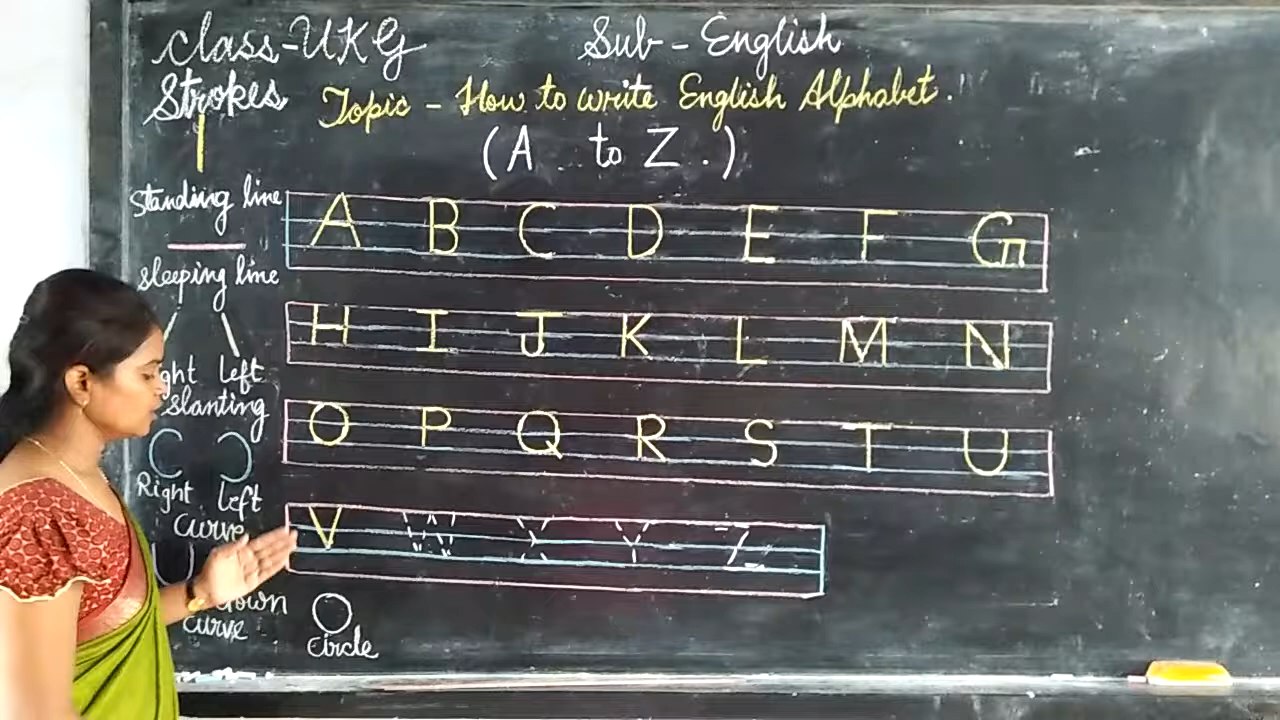 Class-UKG Sub - English
Strokes Topic - How to write English Alphabet.
(A to Z.)
Standing line
A B C D E F G
sleeping line
H I J K L M N
Left
Slanting
O P Q R S T U
Right Left
Curve
V W X Y Z
curve
Circle